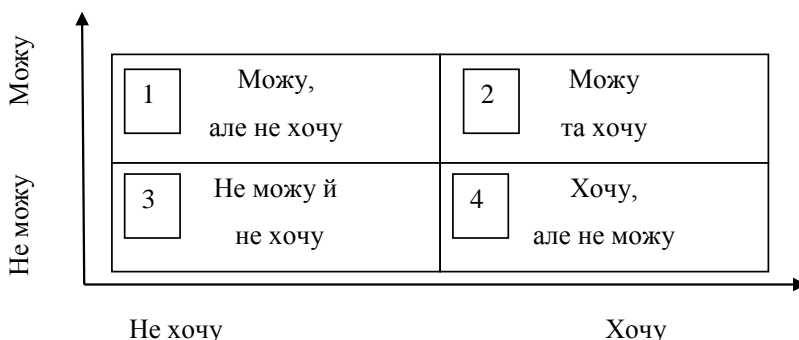 Можу
Не можу
1
Можу,
але не хочу
2
Можу
та хочу
3
Не можу й
не хочу
4
Хочу,
але не можу
Не хочу
Хочу